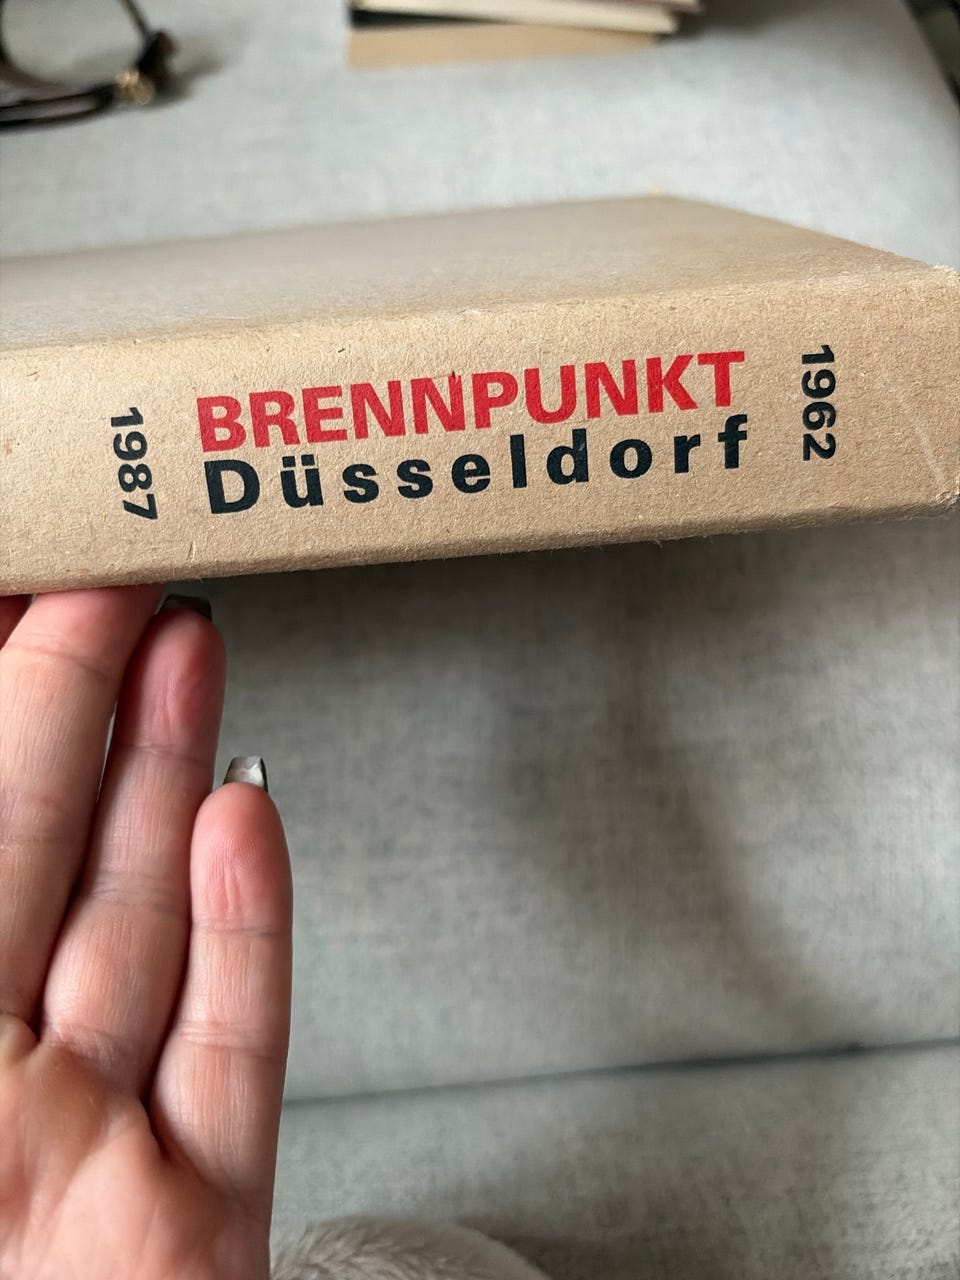 1987
BRENNPUNKT
Düsseldorf
1962